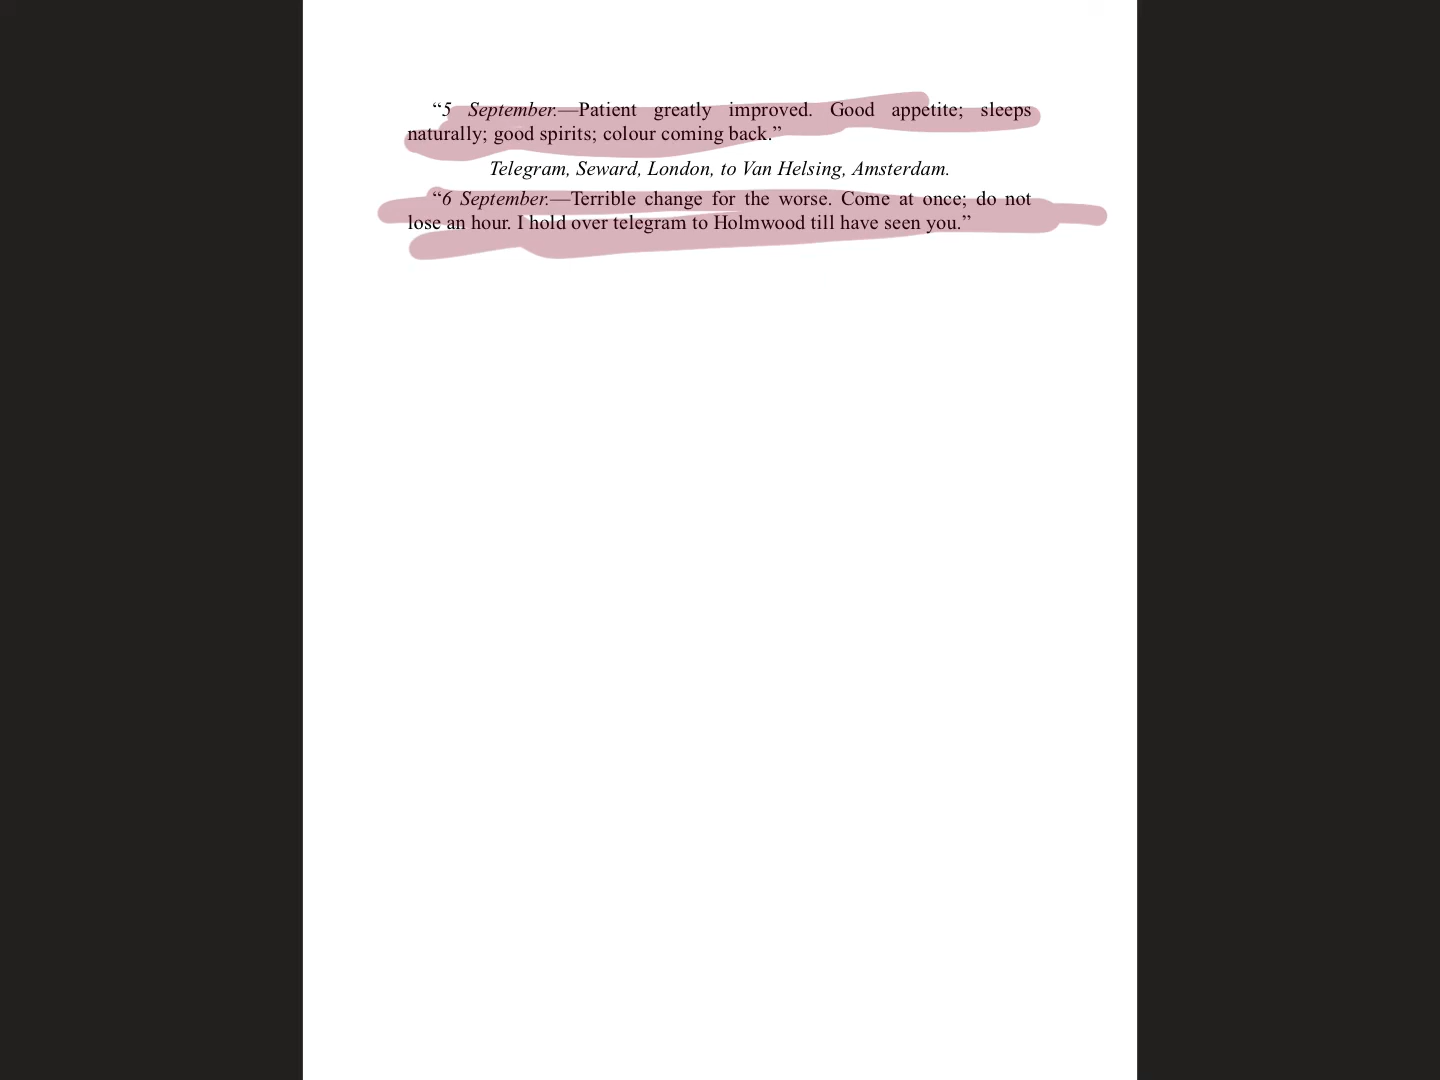 “5 September.—Patient greatly improved. Good appetite; sleeps
naturally; good spirits; colour coming back.”
Telegram, Seward, London, to Van Helsing, Amsterdam.
“6 September.—Terrible change for the worse. Come at once; do not
lose an hour. I hold over telegram to Holmwood till have seen you.”